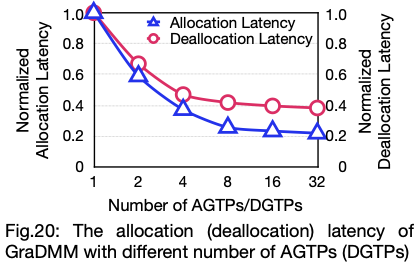 Normalized
Allocation Latency
1.0
0.8
0.6
0.4
0.2
0
Allocation Latency
Deallocation Latency
1.0
0.8
0.6
0.4
0.2
0
Normalized
Deallocation Latency
1 2 4 8 16 32
Number of AGTPs/DGTPs
Fig.20: The allocation (deallocation) latency of
GraDMM with different number of AGTPs (DGTPs)